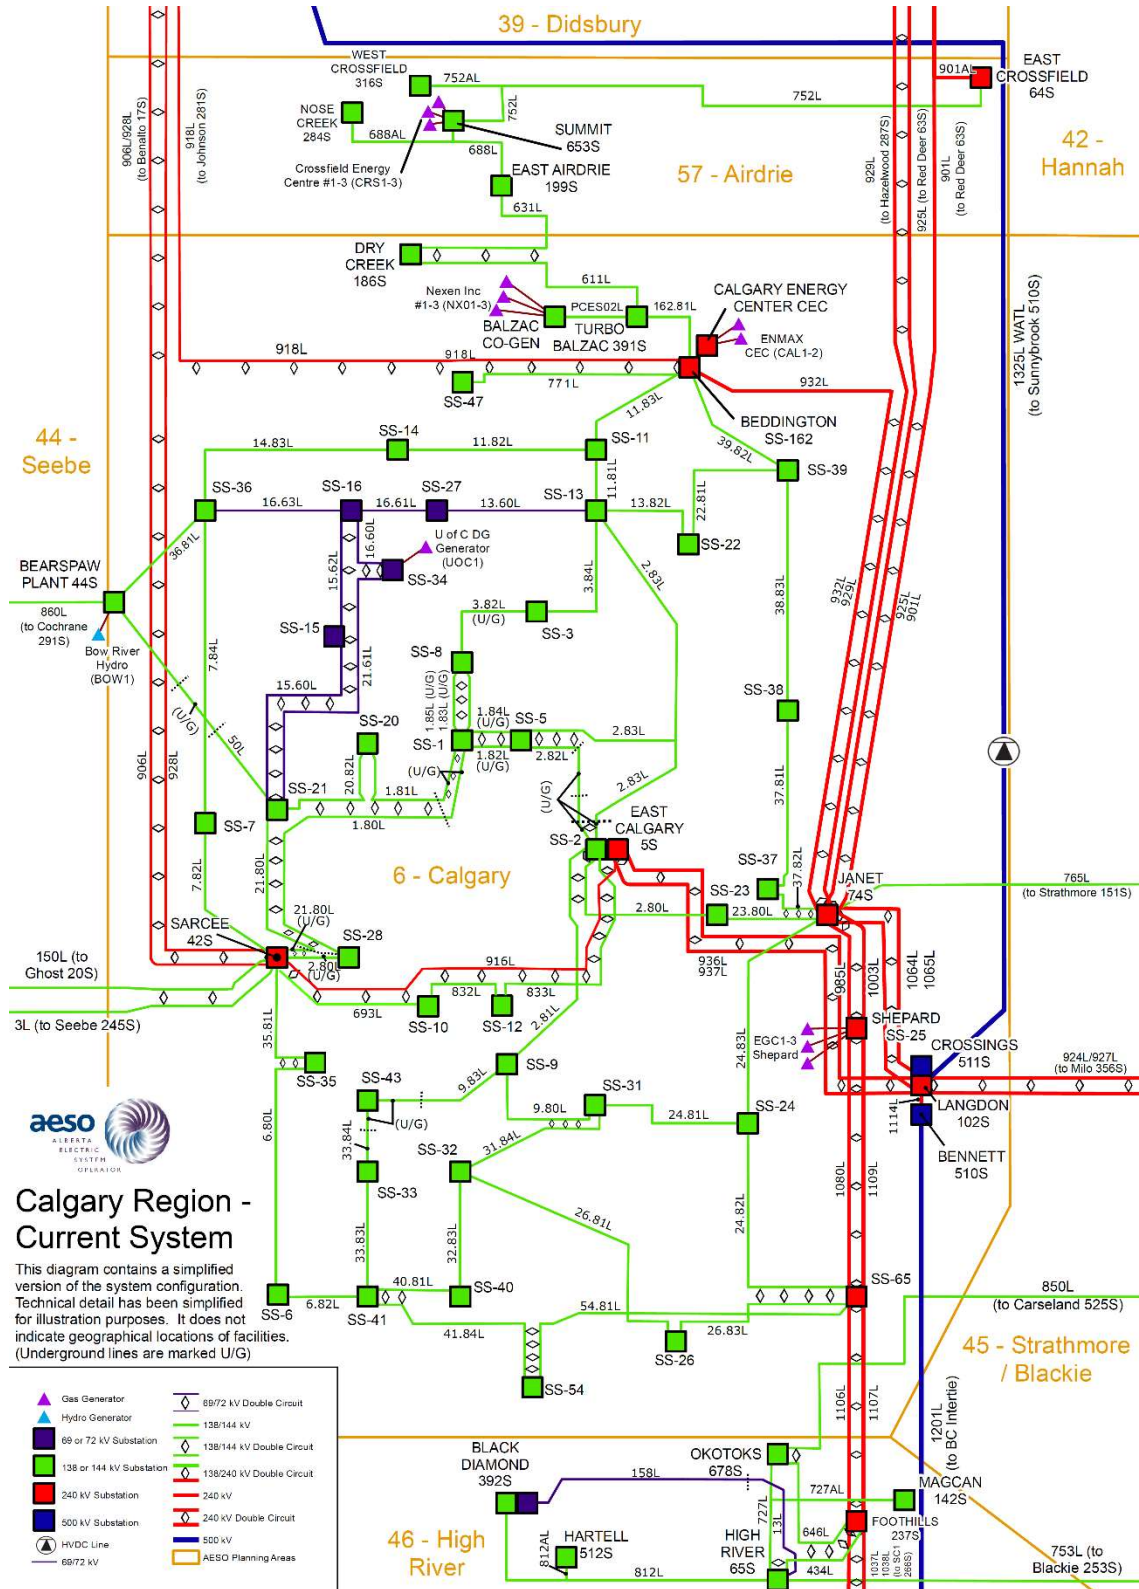 39 - Didsbury
WEST
CROSSFIELD
316S
752AL
901AL
EAST
CROSSFIELD
64S
NOSE
CREEK
284S
752L
752L
688AL
SUMMIT
653S
688L
Crossfield Energy
Centre #1-3 (CRS1-3)
EAST AIRDRIE
199S
57 - Airdrie
42 -
Hannah
906L/928L
(to Benalto 17S)
918L
(to Johnson 281S)
929L
(to Hazelwood 287S)
925L (to Red Deer 63S)
901L
(to Red Deer 63S)
631L
DRY
CREEK
186S
611L
Nexen Inc
#1-3 (NX01-3)
PCES02L
162.81L
CALGARY ENERGY
CENTER CEC
BALZAC
CO-GEN
TURBO
BALZAC 391S
ENMAX
CEC (CAL1-2)
1325L WATL
(to Sunnybrook 510S)
918L
918L
932L
SS-47
771L
11.83L
BEDDINGTON
SS-162
44 -
Seebe
14.83L
SS-14
11.82L
SS-11
39.82L
SS-39
SS-36
16.63L
SS-16
16.61L
SS-27
13.60L
SS-13
11.81L
13.82L
22.81L
SS-22
36.81L
BEARSPAW
PLANT 44S
15.62L
16.60L
U of C DG
Generator
(UOC1)
SS-34
3.84L
2.83L
38.83L
932L
929L
925L
901L
860L
(to Cochrane
291S)
Bow River
Hydro
(BOW1)
SS-15
3.82L
(U/G)
SS-3
7.84L
21.61L
SS-8
15.60L
1.85L (U/G)
1.83L (U/G)
1.84L
(U/G)
SS-5
SS-38
(U/G)
SS-20
SS-1
1.82L
(U/G)
2.82L
2.83L
50L
906L
928L
20.82L
(U/G)
(U/G)
2.83L
37.81L
SS-21
1.81L
1.80L
EAST
CALGARY
5S
SS-7
SS-2
6 - Calgary
SS-37
37.82L
JANET
74S
7.82L
21.80L
SS-23
765L
(to Strathmore 151S)
2.80L
23.80L
SARCEE
42S
21.80L
(U/G)
SS-28
2.80L
(U/G)
150L (to
Ghost 20S)
916L
936L
937L
985L
1003L
1064L
1065L
3L (to Seebe 245S)
693L
832L
833L
SS-10
SS-12
2.81L
SHEPARD
SS-25
EGC1-3
Shepard
CROSSINGS
511S
35.81L
24.83L
924L/927L
(to Milo 356S)
SS-35
SS-43
9.83L
SS-9
SS-31
(U/G)
9.80L
24.81L
SS-24
1114L
LANGDON
102S
BENNETT
510S
aeso
ALBERTA
ELECTRIC
SYSTEM
OPERATOR
6.80L
33.84L
SS-32
31.84L
SS-33
1080L
1109L
Calgary Region -
Current System
26.81L
24.82L
33.83L
32.83L
This diagram contains a simplified
version of the system configuration.
Technical detail has been simplified
for illustration purposes. It does not
indicate geographical locations of facilities.
(Underground lines are marked U/G)
SS-65
850L
(to Carseland 525S)
SS-6
6.82L
SS-41
40.81L
SS-40
54.81L
41.84L
26.83L
SS-26
45 - Strathmore
/ Blackie
SS-54
1106L
1107L
1201L
(to BC Intertie)
Gas Generator
Hydro Generator
69 or 72 kV Substation
138 or 144 kV Substation
240 kV Substation
500 kV Substation
HVDC Line
69/72 kV
69/72 kV Double Circuit
138/144 kV
138/144 kV Double Circuit
138/240 kV Double Circuit
240 kV
240 kV Double Circuit
500 kV
AESO Planning Areas
BLACK
DIAMOND
392S
158L
OKOTOKS
678S
727AL
MAGCAN
142S
727L
13L
646L
FOOTHILLS
237S
46 - High
River
812AL
HARTELL
512S
HIGH
RIVER
65S
812L
434L
1037L
1038L
(to SC1
266S)
753L (to
Blackie 253S)